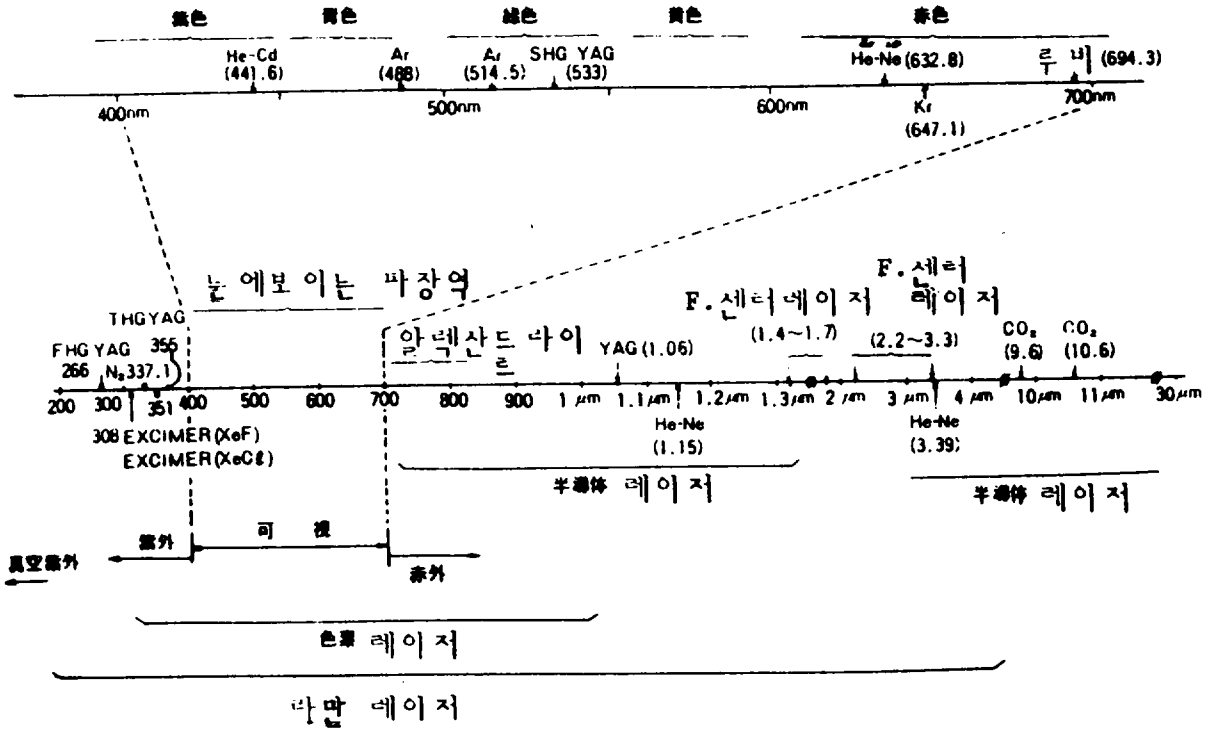 紫色 青色 緑色 黄色 赤色
He-Cd Ar Ar SHG YAG He-Ne (632.8) 루비 (694.3)
(441.6) (488) (514.5) (533)
400nm 500nm 600nm 700nm
Kr
(647.1)
눈에보이는 파장역
F. 센터
F. 센터레이저 레이저
THG YAG
알렉산드라이
르
(1.4~1.7) (2.2~3.3) CO₂ CO₂
FHG YAG 355 YAG (1.06) (9.6) (10.6)
266 N₂337.1
200 300 351 400 500 600 700 800 900 1μm 1.1μm 1.2μm 1.3μm 2μm 3μm 4μm 10μm 11μm 30μm
308 EXCIMER(XeF) He-Ne He-Ne
EXCIMER(XeCℓ) (1.15) (3.39)
半導体 레이저 半導体 레이저
可視
紫外
真空紫外 赤外
色素 레이저
라만 레이저